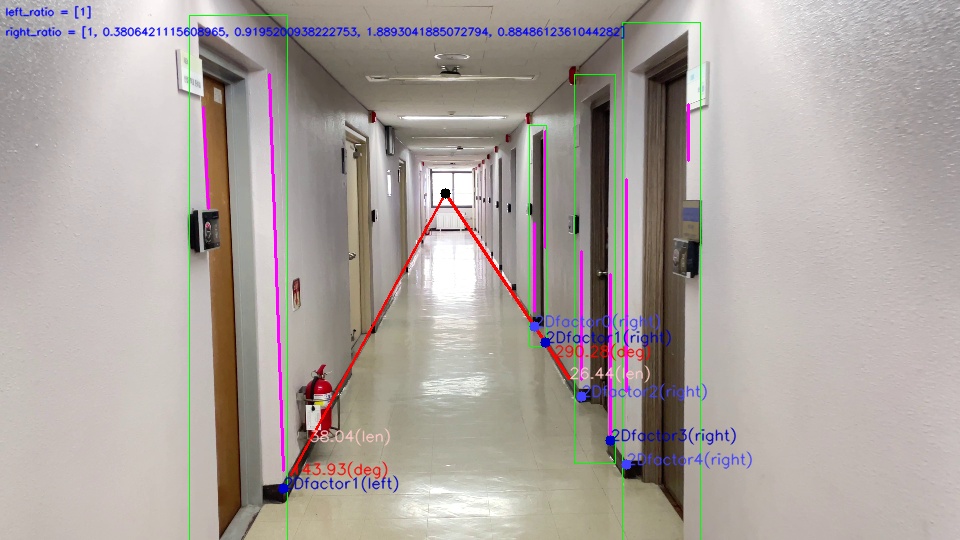 left_ratio = [1]
right_ratio = [1, 0.3806421115608965, 0.9195200938222753, 1.8893041885072794, 0.8848612361044282]
2Dfactor0(right)
2Dfactor1(right)
290.28(deg)
26.44(len)
2Dfactor2(right)
38.04(len)
2Dfactor3(right)
2Dfactor4(right)
43.93(deg)
2Dfactor1(left)